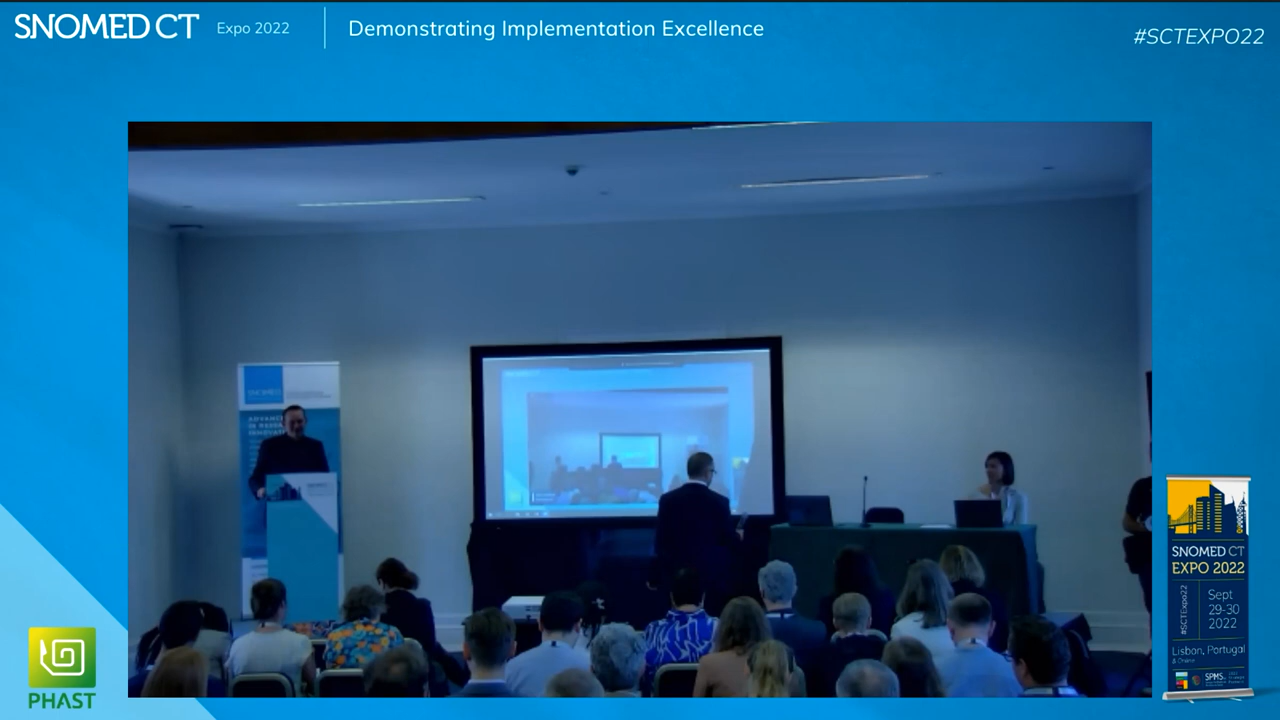 SNOMED CT Expo 2022 Demonstrating Implementation Excellence #SCTEXPO22
ADVANC
PHAST
SNOMED CT
EXPO 2022
#SCTExpo22
Sept
29-30
2022
Lisbon, Portugal
& Online
SPMS